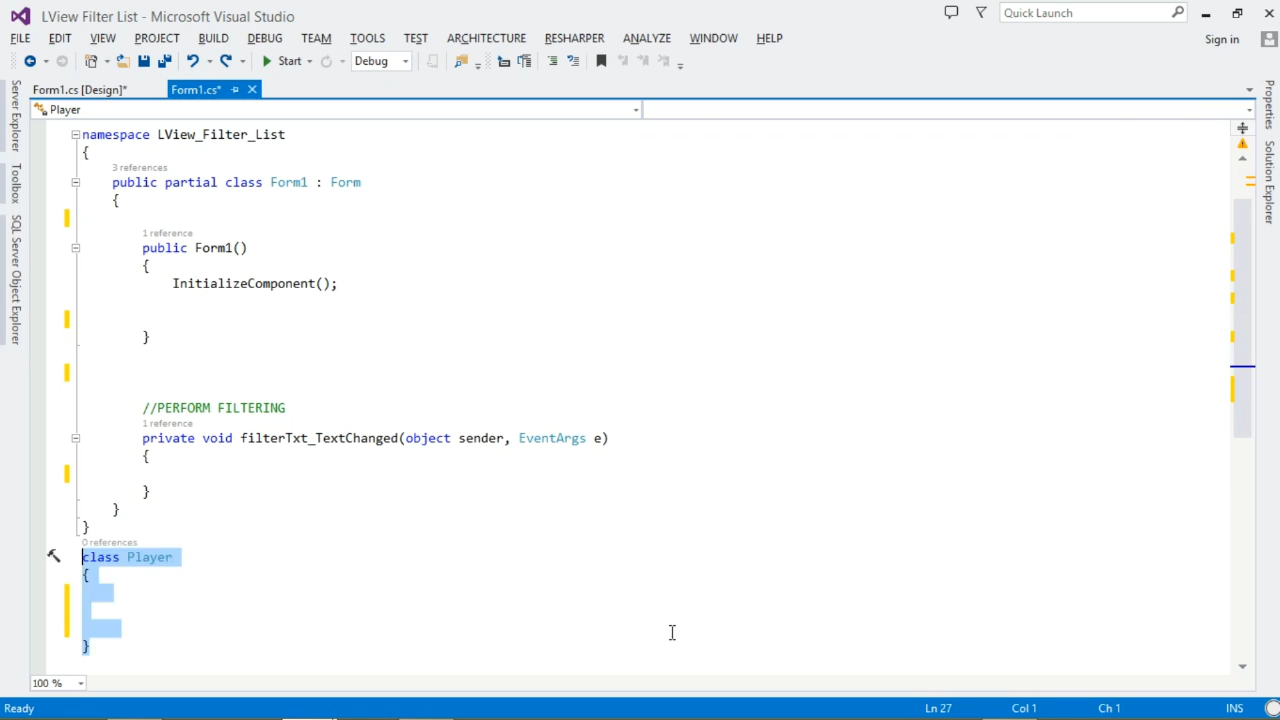 LView Filter List - Microsoft Visual Studio
Quick Launch
FILE EDIT VIEW PROJECT BUILD DEBUG TEAM TOOLS TEST ARCHITECTURE RESHARPER ANALYZE WINDOW HELP
Sign in
Start Debug
Server Explorer
Toolbox
SQL Server Object Explorer
Form1.cs [Design]* Form1.cs*
Player
namespace LView_Filter_List
{
3 references
public partial class Form1 : Form
{
1 reference
public Form1()
{
InitializeComponent();
}
//PERFORM FILTERING
1 reference
private void filterTxt_TextChanged(object sender, EventArgs e)
{
}
}
}
0 references
class Player
{
}
Properties
Solution Explorer
100 %
Ready Ln 27 Col 1 Ch 1 INS